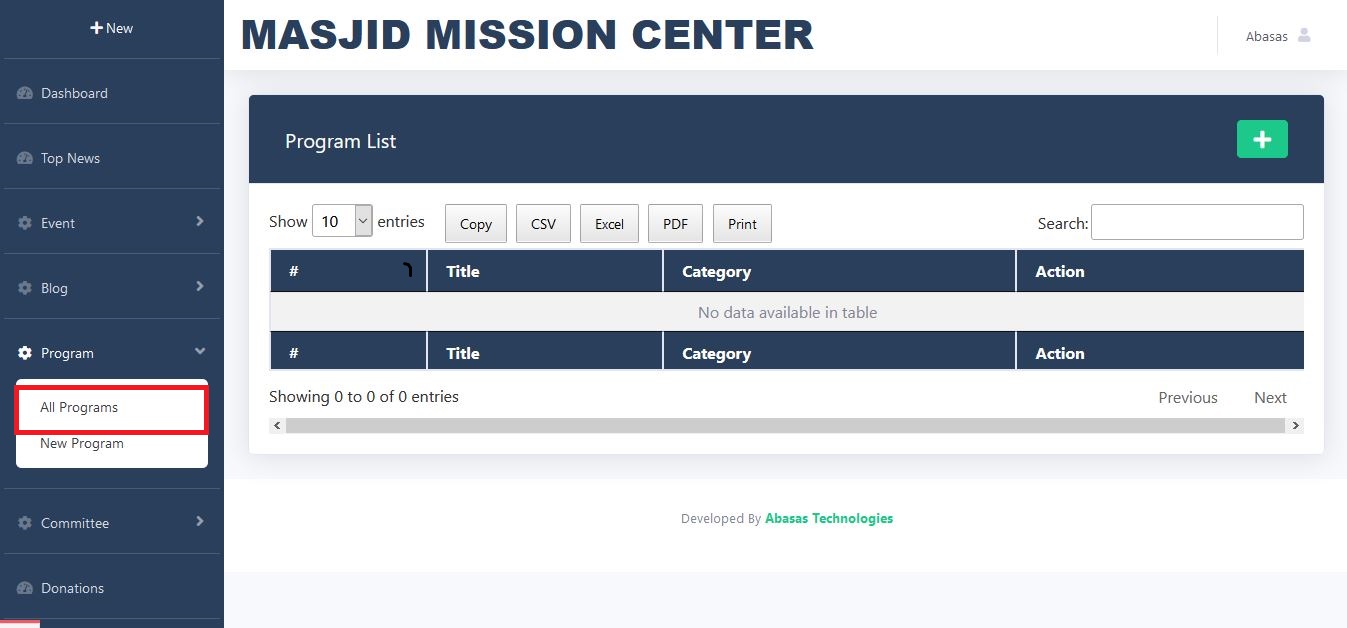 New
MASJID MISSION CENTER
Abasas
Dashboard
Top News
Event
Blog
Program
All Programs
New Program
Committee
Donations
Program List
Show 10 entries
Copy CSV Excel PDF Print
Search:
# Title Category Action
No data available in table
# Title Category Action
Showing 0 to 0 of 0 entries
Previous Next
Developed By Abasas Technologies